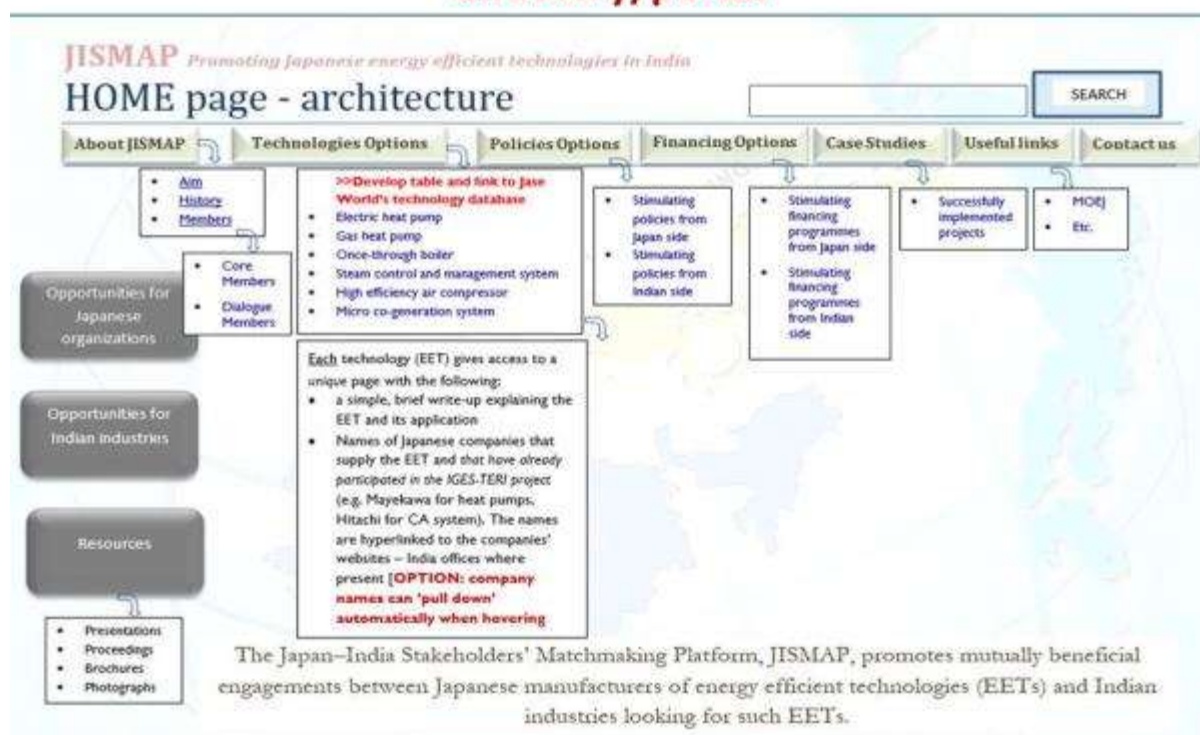 JISMAP Promoting Japanese energy efficient technologies in India
HOME page - architecture
SEARCH
About JISMAP
Technologies Options
Policies Options
Financing Options
Case Studies
Useful links
Contact us
• Aim
• History
• Members
• Core
Members
• Dialogue
Members
>>Develop table and link to Jase
World's technology database
• Electric heat pump
• Gas heat pump
• Once-through boiler
• Steam control and management system
• High efficiency air compressor
• Micro co-generation system
Each technology (EET) gives access to a
unique page with the following:
• a simple, brief write-up explaining the
EET and its application
• Names of Japanese companies that
supply the EET and that have already
participated in the IGES-TERI project
(e.g. Mayekawa for heat pumps,
Hitachi for CA system). The names
are hyperlinked to the companies'
websites – India offices where
present [OPTION: company
names can 'pull down'
automatically when hovering
• Stimulating
policies from
Japan side
• Stimulating
policies from
Indian side
• Stimulating
financing
programmes
from Japan side
• Stimulating
financing
programmes
from Indian
side
• Successfully
implemented
projects
• MOEJ
• Etc.
Opportunities for
Japanese
organizations
Opportunities for
Indian industries
Resources
• Presentations
• Proceedings
• Brochures
• Photographs
The Japan–India Stakeholders' Matchmaking Platform, JISMAP, promotes mutually beneficial
engagements between Japanese manufacturers of energy efficient technologies (EETs) and Indian
industries looking for such EETs.